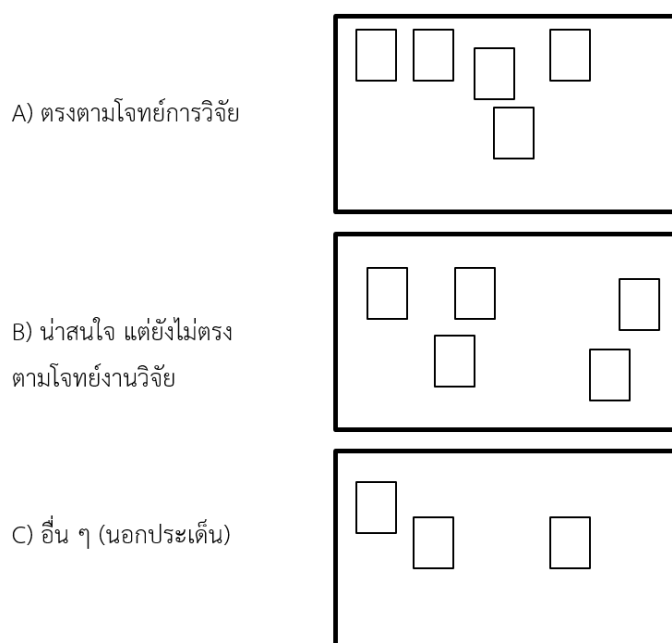 A) ตรงตามโจทย์การวิจัย
B) น่าสนใจ แต่ยังไม่ตรง
ตามโจทย์งานวิจัย
C) อื่น ๆ (นอกประเด็น)